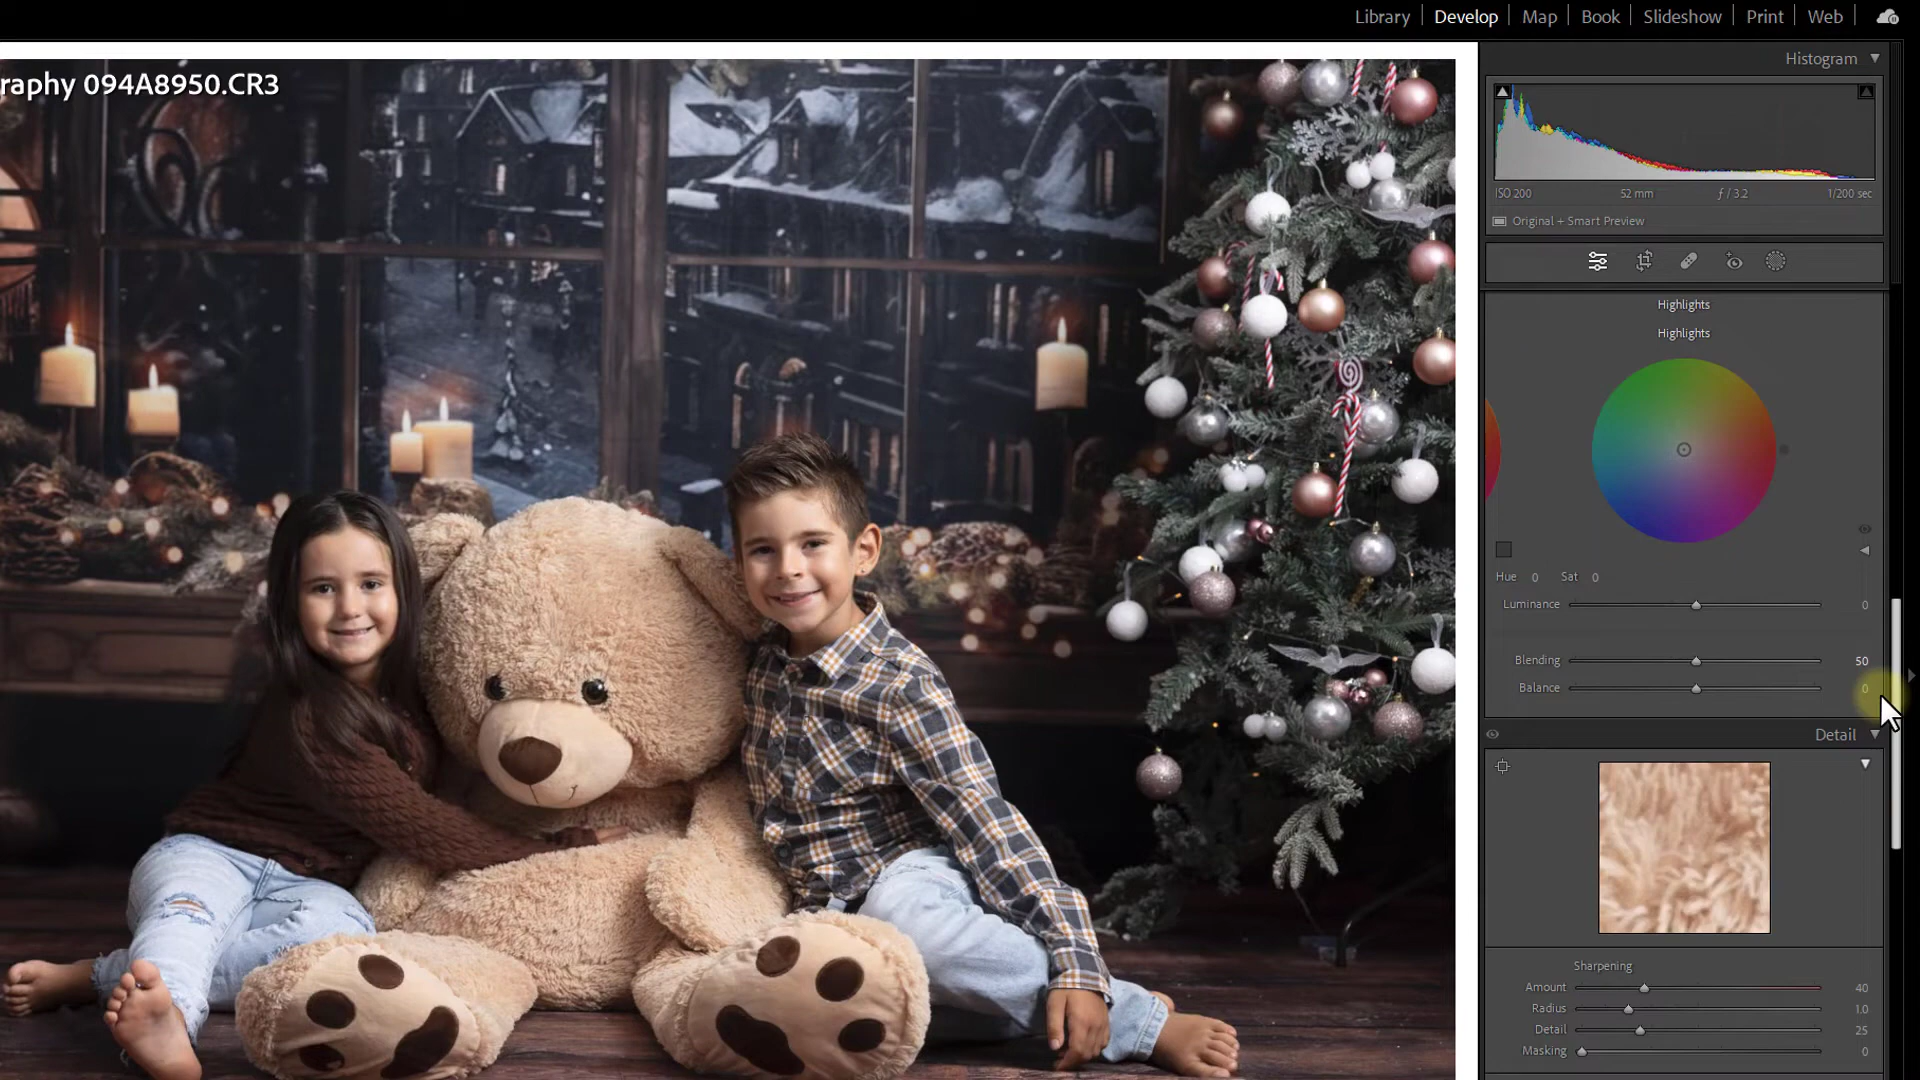 Library Develop Map Book Slideshow Print Web
raphy 094A8950.CR3
Histogram
ISO 200 52 mm ƒ / 3.2 1/200 sec
Original + Smart Preview
Highlights
Highlights
Hue 0 Sat 0
Luminance 0
Blending 50
Balance 0
Detail
Sharpening
Amount 40
Radius 1.0
Detail 25
Masking 0